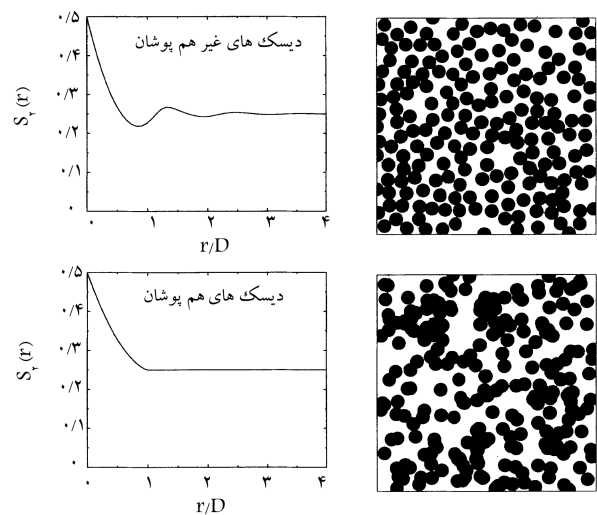 ۰/۵
۰/۴
۰/۳
۰/۲
۰/۱
۰
S۲(r)
دیسک های غیر هم پوشان
۰ ۱ ۲ ۳ ۴
r/D
۰/۵
۰/۴
۰/۳
۰/۲
۰/۱
۰
S۲(r)
دیسک های هم پوشان
۰ ۱ ۲ ۳ ۴
r/D